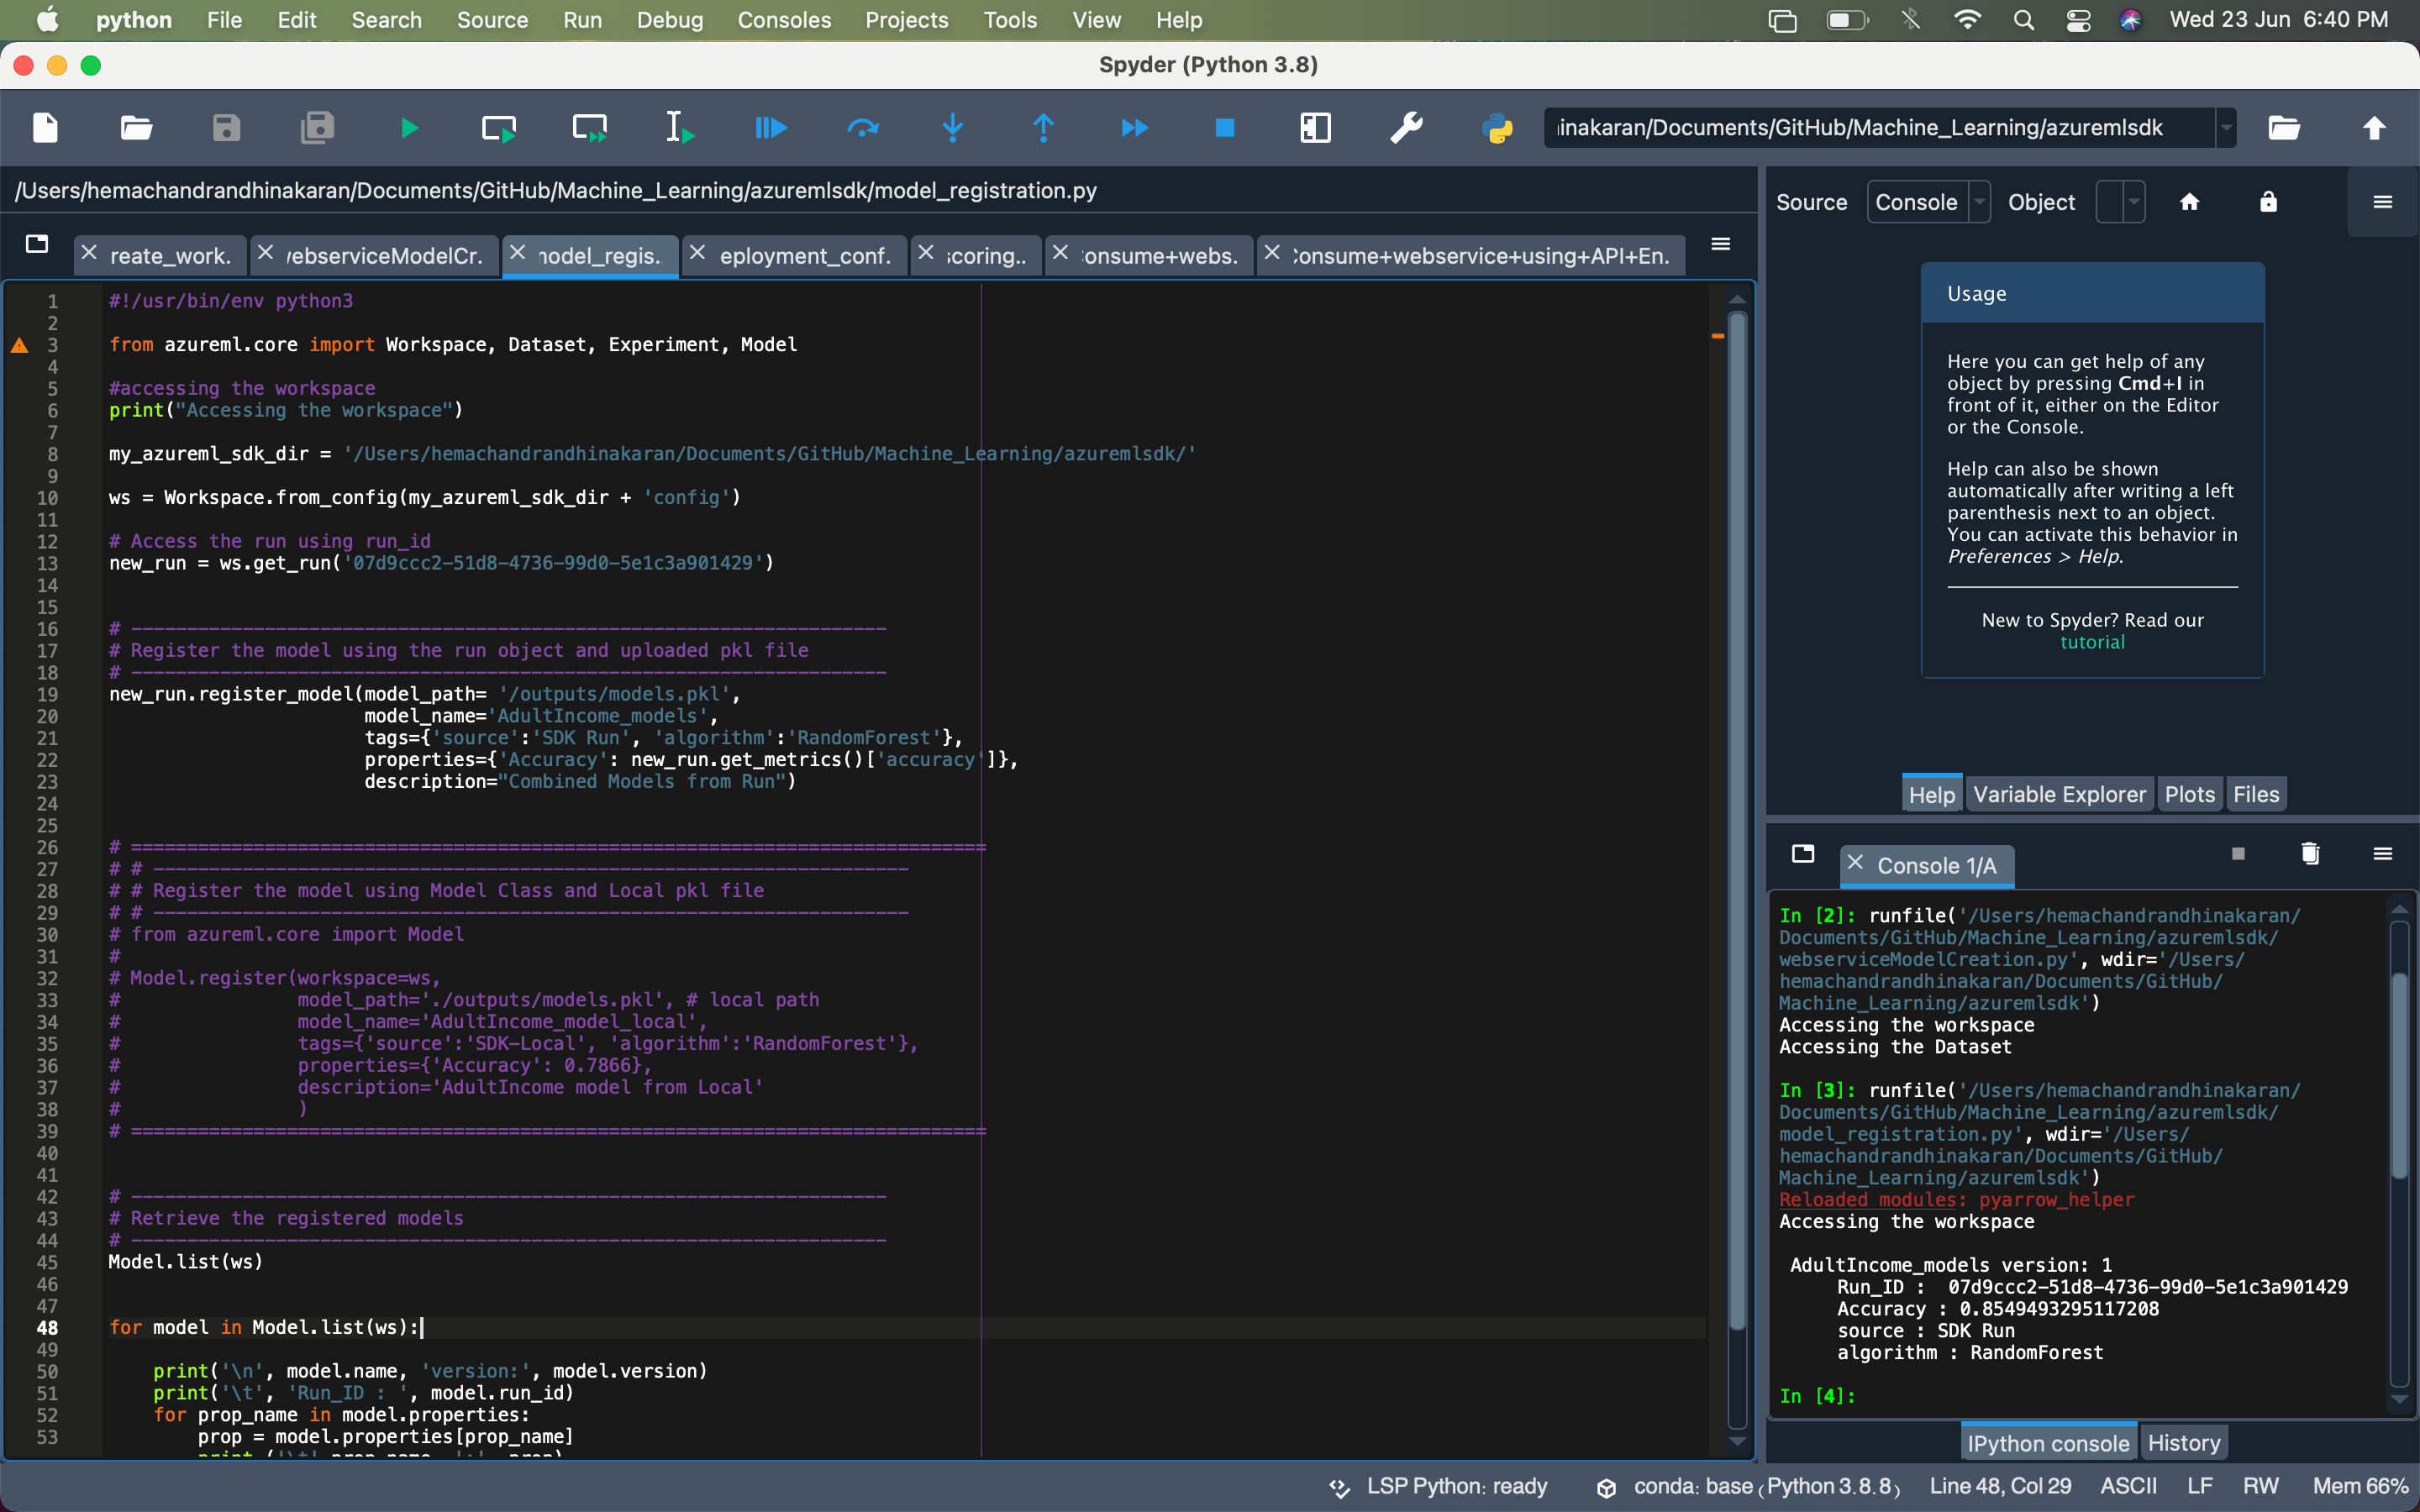 python File Edit Search Source Run Debug Consoles Projects Tools View Help Wed 23 Jun 6:40 PM
Spyder (Python 3.8)
inakaran/Documents/GitHub/Machine_Learning/azuremlsdk
/Users/hemachandrandhinakaran/Documents/GitHub/Machine_Learning/azuremlsdk/model_registration.py
reate_work. ebserviceModelCr. odel_regis.. eployment_conf. coring.. onsume+webs. onsume+webservice+using+API+En.
1 #!/usr/bin/env python3
2
3 from azureml.core import Workspace, Dataset, Experiment, Model
4
5 #accessing the workspace
6 print("Accessing the workspace")
7
8 my_azureml_sdk_dir = '/Users/hemachandrandhinakaran/Documents/GitHub/Machine_Learning/azuremlsdk/'
9
10 ws = Workspace.from_config(my_azureml_sdk_dir + 'config')
11
12 # Access the run using run_id
13 new_run = ws.get_run('07d9ccc2-51d8-4736-99d0-5e1c3a901429')
14
15
16 # --------------------------------------------------------------------
17 # Register the model using the run object and uploaded pkl file
18 # --------------------------------------------------------------------
19 new_run.register_model(model_path= '/outputs/models.pkl',
20 model_name='AdultIncome_models',
21 tags={'source':'SDK Run', 'algorithm':'RandomForest'},
22 properties={'Accuracy': new_run.get_metrics()['accuracy']},
23 description="Combined Models from Run")
24
25
26 # =============================================================================
27 # # --------------------------------------------------------------------
28 # # Register the model using Model Class and Local pkl file
29 # # --------------------------------------------------------------------
30 # from azureml.core import Model
31 #
32 # Model.register(workspace=ws,
33 # model_path='./outputs/models.pkl', # local path
34 # model_name='AdultIncome_model_local',
35 # tags={'source':'SDK-Local', 'algorithm':'RandomForest'},
36 # properties={'Accuracy': 0.7866},
37 # description='AdultIncome model from Local'
38 # )
39 # =============================================================================
40
41
42 # --------------------------------------------------------------------
43 # Retrieve the registered models
44 # --------------------------------------------------------------------
45 Model.list(ws)
46
47
48 for model in Model.list(ws):
49
50 print('\n', model.name, 'version:', model.version)
51 print('\t', 'Run_ID : ', model.run_id)
52 for prop_name in model.properties:
53 prop = model.properties[prop_name]
Source Console Object
Usage
Here you can get help of any
object by pressing Cmd+I in
front of it, either on the Editor
or the Console.
Help can also be shown
automatically after writing a left
parenthesis next to an object.
You can activate this behavior in
Preferences > Help.
New to Spyder? Read our
tutorial
Help Variable Explorer Plots Files
Console 1/A
In [2]: runfile('/Users/hemachandrandhinakaran/
Documents/GitHub/Machine_Learning/azuremlsdk/
webserviceModelCreation.py', wdir='/Users/
hemachandrandhinakaran/Documents/GitHub/
Machine_Learning/azuremlsdk')
Accessing the workspace
Accessing the Dataset
In [3]: runfile('/Users/hemachandrandhinakaran/
Documents/GitHub/Machine_Learning/azuremlsdk/
model_registration.py', wdir='/Users/
hemachandrandhinakaran/Documents/GitHub/
Machine_Learning/azuremlsdk')
Reloaded modules: pyarrow_helper
Accessing the workspace
AdultIncome_models version: 1
Run_ID : 07d9ccc2-51d8-4736-99d0-5e1c3a901429
Accuracy : 0.8549493295117208
source : SDK Run
algorithm : RandomForest
In [4]:
IPython console History
LSP Python: ready conda: base (Python 3.8.8) Line 48, Col 29 ASCII LF RW Mem 66%